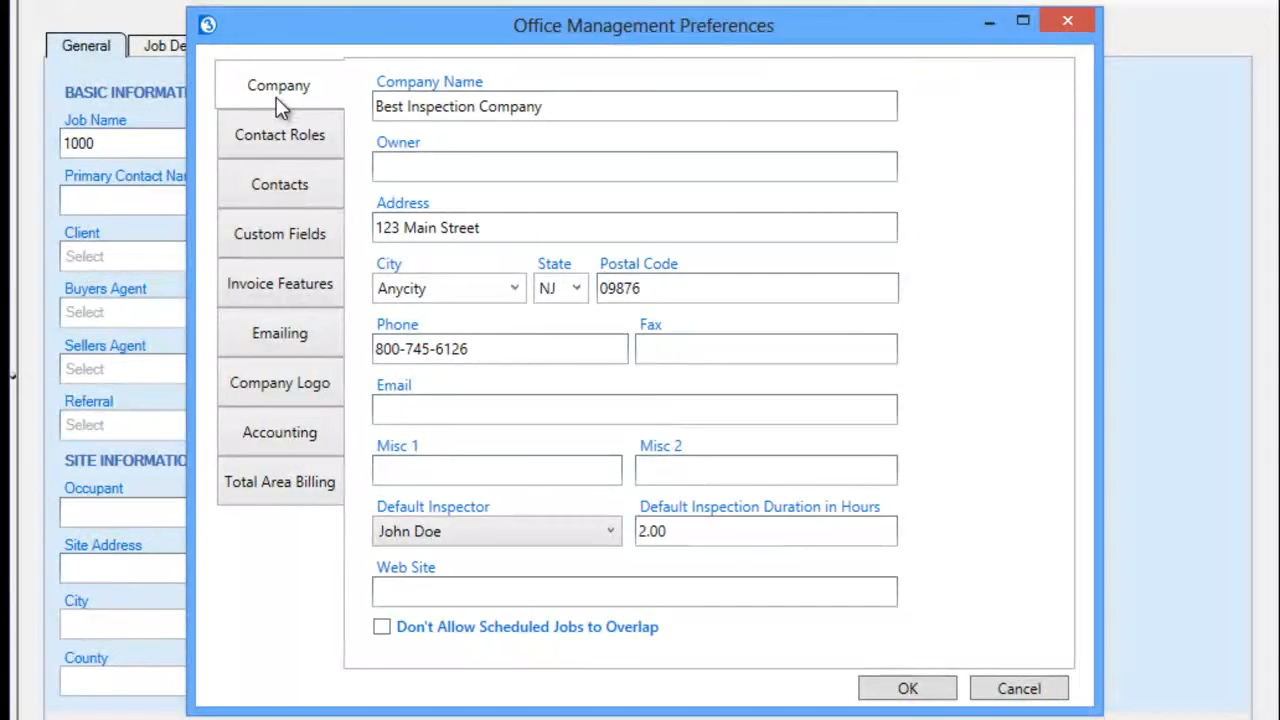 Office Management Preferences
General
Job De
BASIC INFORMAT
Job Name
1000
Primary Contact Nar
Client
Select
Buyers Agent
Select
Sellers Agent
Select
Referral
Select
SITE INFORMATIO
Occupant
Site Address
City
County
Company
Contact Roles
Contacts
Custom Fields
Invoice Features
Emailing
Company Logo
Accounting
Total Area Billing
Company Name
Best Inspection Company
Owner
Address
123 Main Street
City State Postal Code
Anycity NJ 09876
Phone Fax
800-745-6126
Email
Misc 1 Misc 2
Default Inspector Default Inspection Duration in Hours
John Doe 2.00
Web Site
Don't Allow Scheduled Jobs to Overlap
OK Cancel